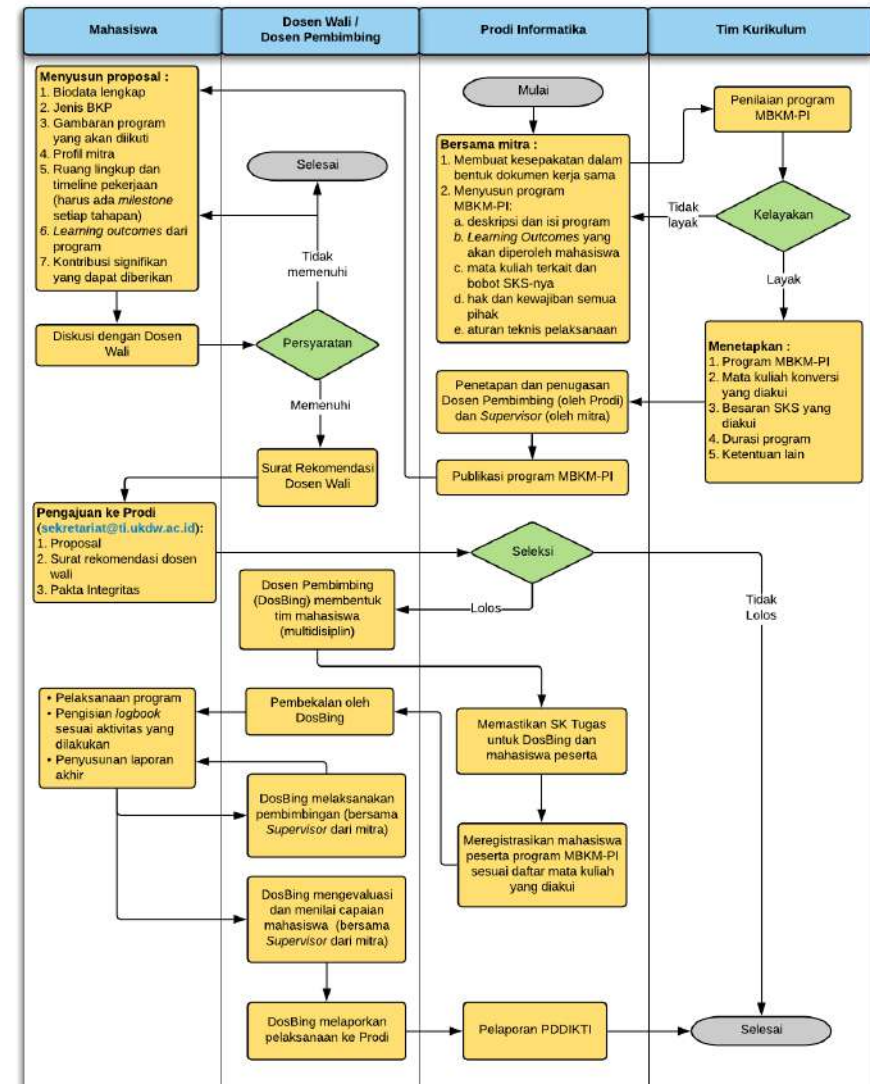 Mahasiswa
Dosen Wali /
Dosen Pembimbing
Prodi Informatika
Tim Kurikulum
Menyusun proposal :
1. Biodata lengkap
2. Jenis BKP
3. Gambaran program
yang akan diikuti
4. Profil mitra
5. Ruang lingkup dan
timeline pekerjaan
(harus ada milestone
setiap tahapan)
6. Learning outcomes dari
program
7. Kontribusi signifikan
yang dapat diberikan
Diskusi dengan Dosen
Wali
Selesai
Tidak
memenuhi
Persyaratan
Memenuhi
Surat Rekomendasi
Dosen Wali
Mulai
Bersama mitra :
1. Membuat kesepakatan dalam
bentuk dokumen kerja sama
2. Menyusun program
MBKM-PI:
a. deskripsi dan isi program
b. Learning Outcomes yang
akan diperoleh mahasiswa
c. mata kuliah terkait dan
bobot SKS-nya
d. hak dan kewajiban semua
pihak
e. aturan teknis pelaksanaan
Penilaian program
MBKM-PI
Kelayakan
Tidak
layak
Layak
Menetapkan :
1. Program MBKM-PI
2. Mata kuliah konversi
yang diakui
3. Besaran SKS yang
diakui
4. Durasi program
5. Ketentuan lain
Penetapan dan penugasan
Dosen Pembimbing (oleh Prodi)
dan Supervisor (oleh mitra)
Publikasi program MBKM-PI
Pengajuan ke Prodi
(sekretariat@ti.ukdw.ac.id):
1. Proposal
2. Surat rekomendasi dosen
wali
3. Pakta Integritas
Seleksi
Lolos
Tidak
Lolos
Dosen Pembimbing
(DosBing) membentuk
tim mahasiswa
(multidisiplin)
Memastikan SK Tugas
untuk DosBing dan
mahasiswa peserta
Meregistrasikan mahasiswa
peserta program MBKM-PI
sesuai daftar mata kuliah
yang diakui
Pembekalan oleh
DosBing
• Pelaksanaan program
• Pengisian logbook
sesuai aktivitas yang
dilakukan
• Penyusunan laporan
akhir
DosBing melaksanakan
pembimbingan (bersama
Supervisor dari mitra)
DosBing mengevaluasi
dan menilai capaian
mahasiswa (bersama
Supervisor dari mitra)
DosBing melaporkan
pelaksanaan ke Prodi
Pelaporan PDDIKTI
Selesai